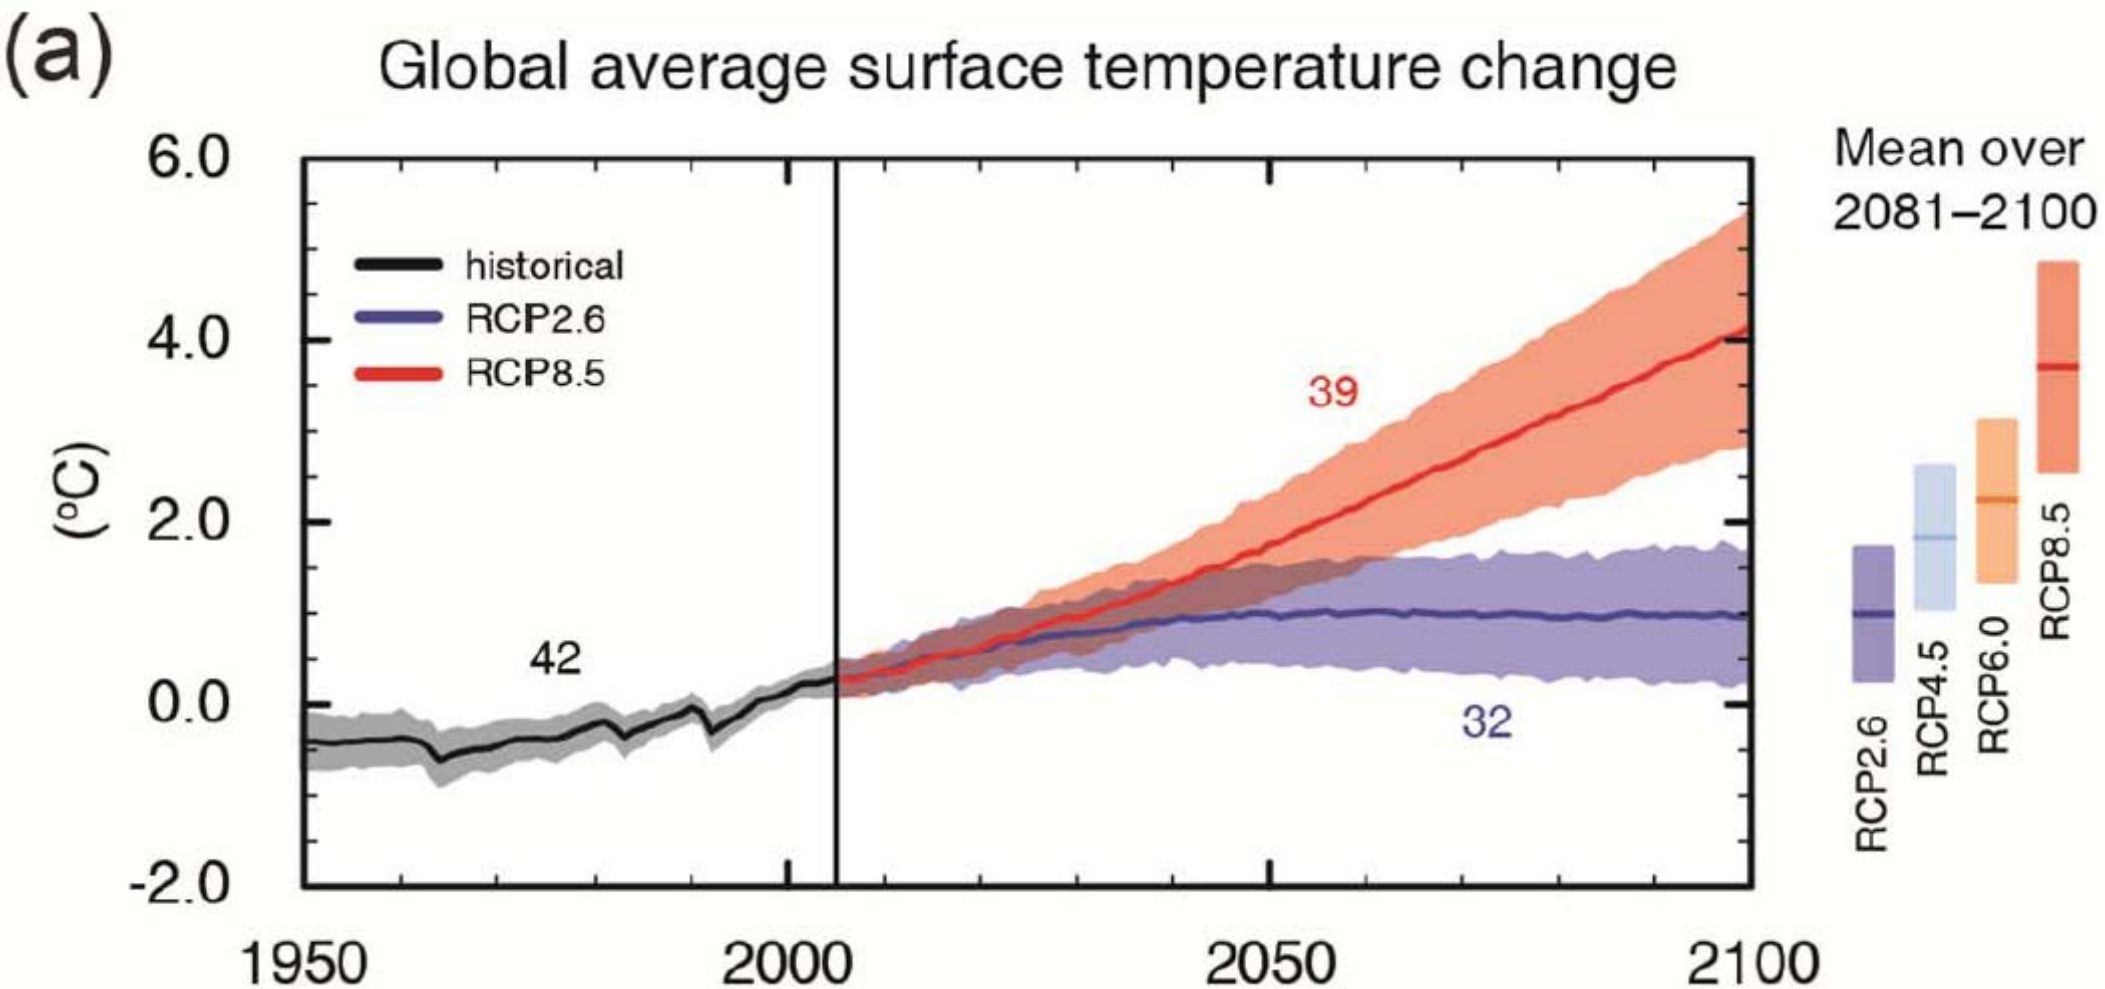 (a)
Global average surface temperature change
6.0
4.0
2.0
0.0
-2.0
(ºC)
historical
RCP2.6
RCP8.5
42
39
32
1950
2000
2050
2100
Mean over
2081–2100
RCP2.6
RCP4.5
RCP6.0
RCP8.5